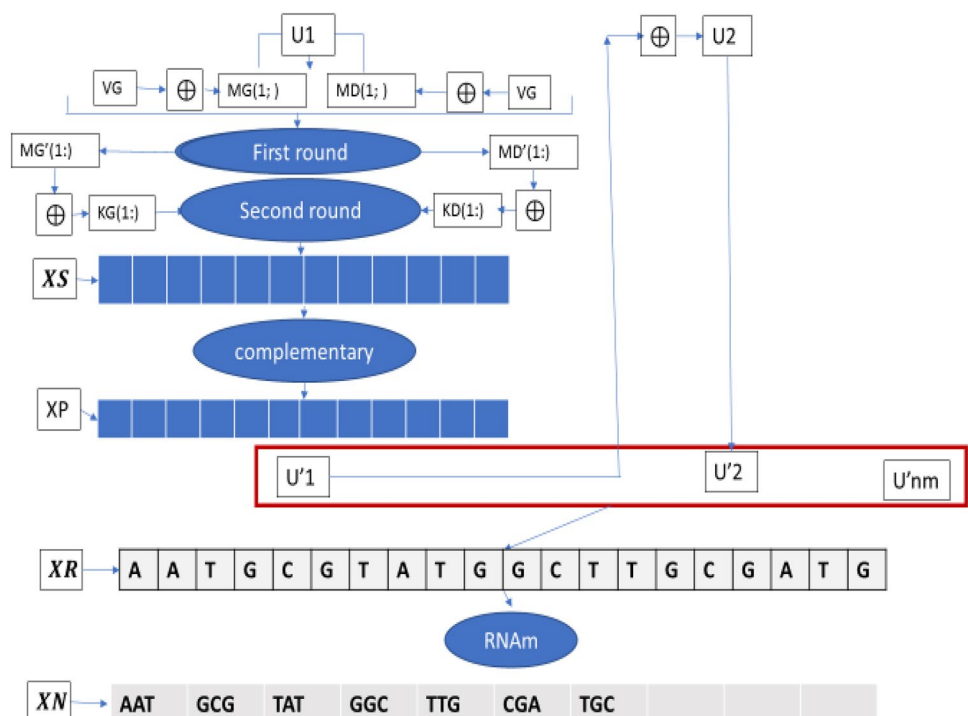 U1
⊕ U2
VG ⊕ MG(1; ) MD(1; ) ⊕ VG
MG'(1:) First round MD'(1:)
⊕ KG(1:) Second round KD(1:) ⊕
XS
complementary
XP
U'1 U'2 U'nm
XR A A T G C G T A T G G C T T G C G A T G
RNAm
XN AAT GCG TAT GGC TTG CGA TGC